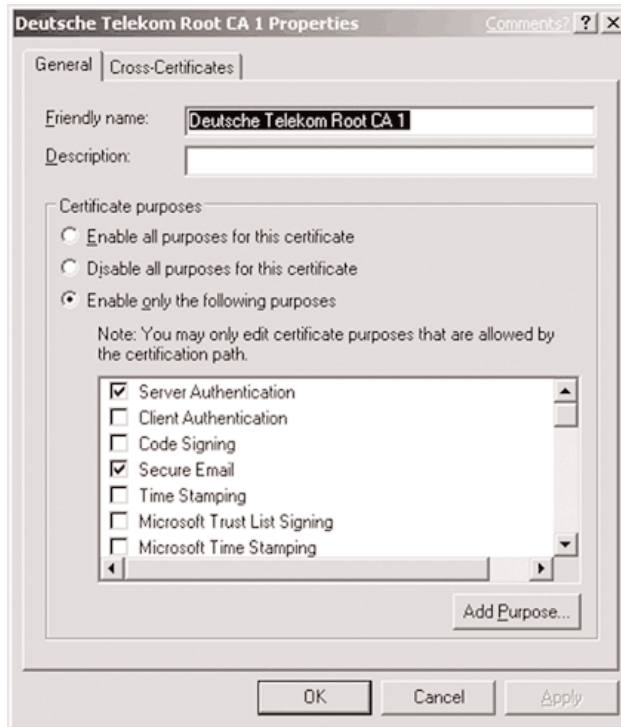 Deutsche Telekom Root CA 1 Properties Comments? ? X
General Cross-Certificates
Friendly name: Deutsche Telekom Root CA 1
Description:
Certificate purposes
Enable all purposes for this certificate
Disable all purposes for this certificate
Enable only the following purposes
Note: You may only edit certificate purposes that are allowed by
the certification path.
Server Authentication
Client Authentication
Code Signing
Secure Email
Time Stamping
Microsoft Trust List Signing
Microsoft Time Stamping
Add Purpose...
OK Cancel Apply